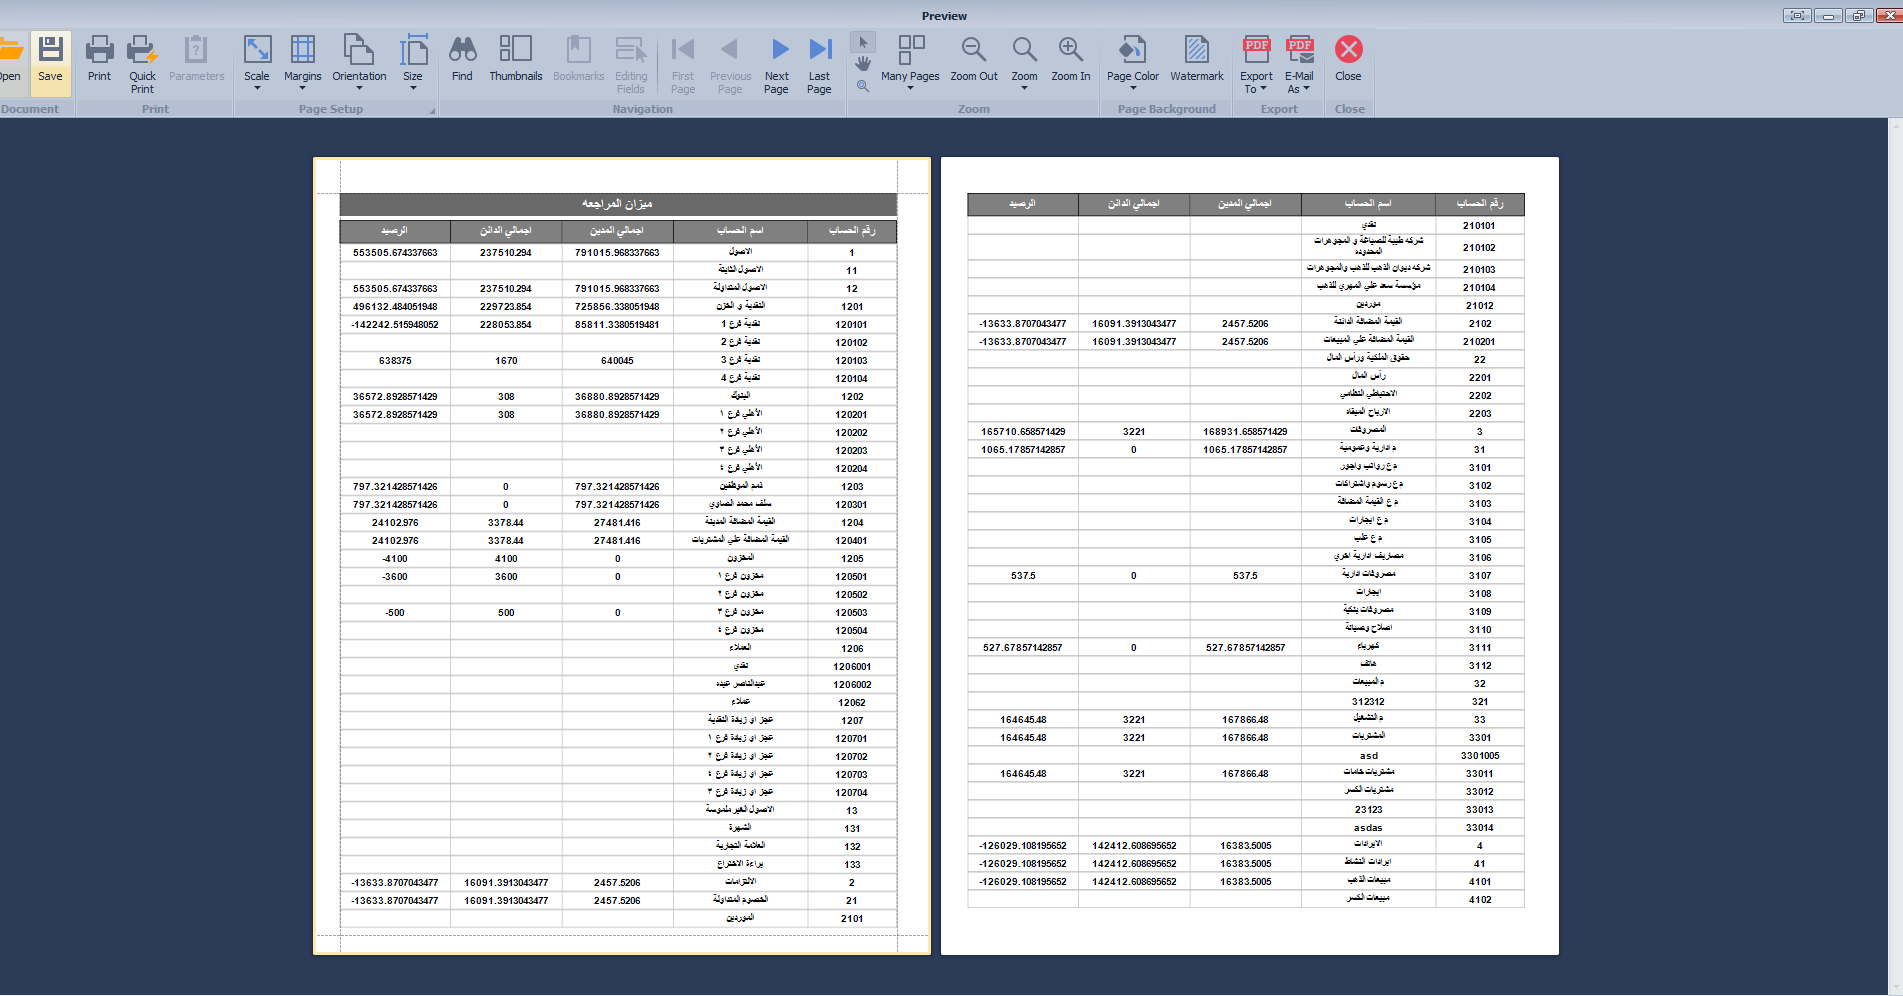 Preview
Open
Save
Print
Quick Print
Parameters
Scale
Margins
Orientation
Size
Find
Thumbnails
Bookmarks
Editing Fields
First Page
Previous Page
Next Page
Last Page
Many Pages
Zoom Out
Zoom
Zoom In
Page Color
Watermark
PDF
Export To
PDF
E-Mail As
Close
Document
Print
Page Setup
Navigation
Zoom
Page Background
Export
Close
ميزان المراجعه
رقم الحساب اسم الحساب اجمالي المدين اجمالي الدائن الرصيد
1 الاصول 791015.968337663 237510.294 553505.674337663
11 الاصول الثابتة
12 الاصول المتداولة 791015.968337663 237510.294 553505.674337663
1201 النقدية و الخزن 725856.338051948 229723.854 496132.484051948
120101 نقدية فرع 1 85811.3380519481 228053.854 -142242.515948052
120102 نقدية فرع 2
120103 نقدية فرع 3 640045 1670 638375
120104 نقدية فرع 4
1202 البنوك 36880.8928571429 308 36572.8928571429
120201 الأهلي فرع ١ 36880.8928571429 308 36572.8928571429
120202 الأهلي فرع ٢
120203 الأهلي فرع ٣
120204 الأهلي فرع ٤
1203 ذمم الموظفين 797.321428571426 0 797.321428571426
120301 سلف محمد الصاوي 797.321428571426 0 797.321428571426
1204 القيمة المضافة المدينة 27481.416 3378.44 24102.976
120401 القيمة المضافة علي المشتريات 27481.416 3378.44 24102.976
1205 المخزون 0 4100 -4100
120501 مخزون فرع ١ 0 3600 -3600
120502 مخزون فرع ٢
120503 مخزون فرع ٣ 0 500 -500
120504 مخزون فرع ٤
1206 العملاء
1206001 نقدي
1206002 عبدالناصر عبده
12062 عملاء
1207 عجز او زيادة النقدية
120701 عجز او زيادة فرع ١
120702 عجز او زيادة فرع ٢
120703 عجز او زيادة فرع ٤
120704 عجز او زيادة فرع ٣
13 الاصول الغير ملموسة
131 الشهرة
132 العلامة التجارية
133 براءة الاختراع
2 الالتزامات 2457.5206 16091.3913043477 -13633.8707043477
21 الخصوم المتداولة 2457.5206 16091.3913043477 -13633.8707043477
2101 الموردين
رقم الحساب اسم الحساب اجمالي المدين اجمالي الدائن الرصيد
210101 نقدي
210102 شركه طيبة للصياغة و المجوهرات المحدوده
210103 شركه ديوان الذهب للذهب والمجوهرات
210104 مؤسسة سعد علي المهري للذهب
21012 موردين
2102 القيمة المضافة الدائنة 2457.5206 16091.3913043477 -13633.8707043477
210201 القيمة المضافة علي المبيعات 2457.5206 16091.3913043477 -13633.8707043477
22 حقوق الملكية ورأس المال
2201 رأس المال
2202 الاحتياطي النظامي
2203 الارباح المبقاه
3 المصروفات 168931.658571429 3221 165710.658571429
31 م ادارية وعمومية 1065.17857142857 0 1065.17857142857
3101 م ع رواتب واجور
3102 م ع رسوم واشتراكات
3103 م ع القيمة المضافة
3104 م ع ايجارات
3105 م ع علب
3106 مصاريف ادارية اخري
3107 مصروفات ادارية 537.5 0 537.5
3108 ايجارات
3109 مصروفات بنكية
3110 اصلاح وصيانة
3111 كهرباء 527.67857142857 0 527.67857142857
3112 هاتف
32 م المبيعات
321 312312
33 م التشغيل 167866.48 3221 164645.48
3301 المشتريات 167866.48 3221 164645.48
3301005 asd
33011 مشتريات خامات 167866.48 3221 164645.48
33012 مشتريات الكسر
33013 23123
33014 asdas
4 الايرادات 16383.5005 142412.608695652 -126029.108195652
41 ايرادات النشاط 16383.5005 142412.608695652 -126029.108195652
4101 مبيعات الذهب 16383.5005 142412.608695652 -126029.108195652
4102 مبيعات الكسر